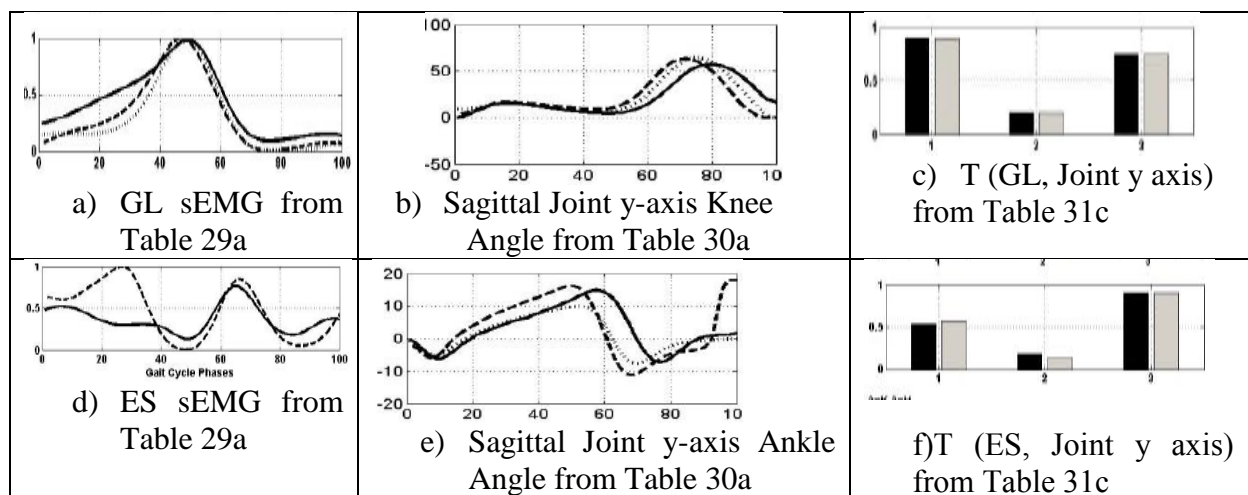 1
0.5
0
0 20 40 60 80 100
a) GL sEMG from
Table 29a
100
50
0
-50
0 20 40 60 80 10
b) Sagittal Joint y-axis Knee
Angle from Table 30a
1
0.5
0
1 2 3
c) T (GL, Joint y axis)
from Table 31c
1
0.5
0
0 20 40 60 80 100
Gait Cycle Phases
d) ES sEMG from
Table 29a
20
10
0
-10
-20
0 20 40 60 80 10
e) Sagittal Joint y-axis Ankle
Angle from Table 30a
1
0.5
0
1 2 3
f)T (ES, Joint y axis)
from Table 31c